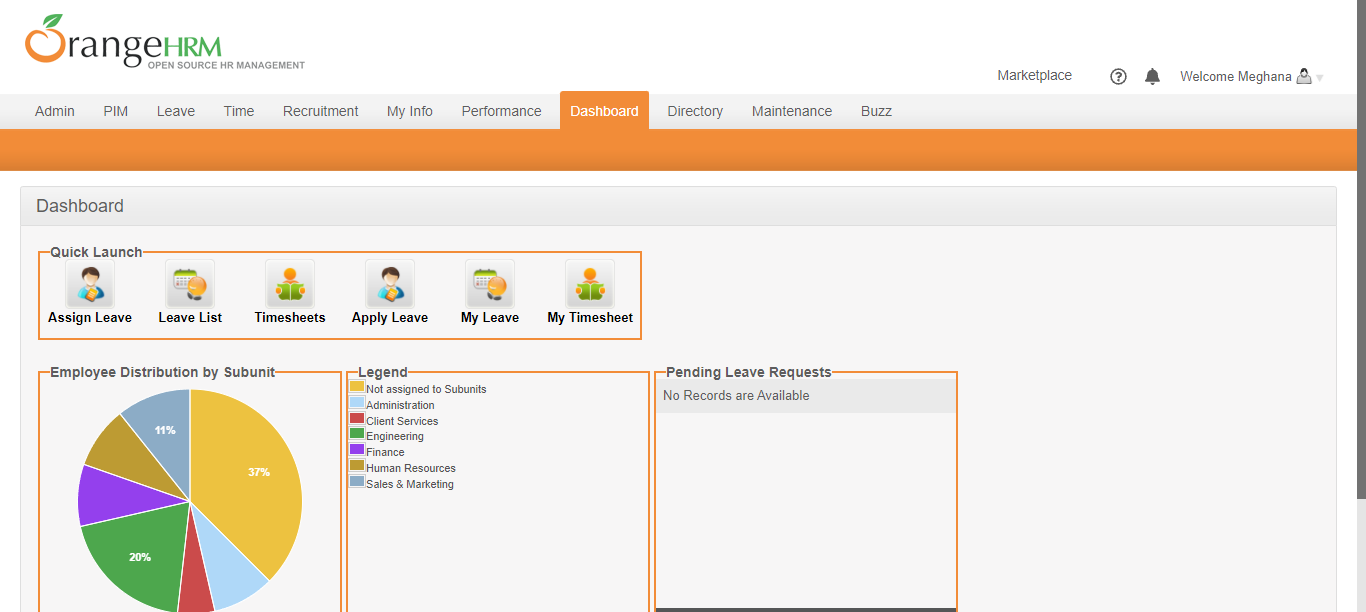 OrangeHRM
OPEN SOURCE HR MANAGEMENT
Marketplace
Welcome Meghana
Admin PIM Leave Time Recruitment My Info Performance Dashboard Directory Maintenance Buzz
Dashboard
Quick Launch
Assign Leave Leave List Timesheets Apply Leave My Leave My Timesheet
Employee Distribution by Subunit
11%
37%
20%
Legend
Not assigned to Subunits
Administration
Client Services
Engineering
Finance
Human Resources
Sales & Marketing
Pending Leave Requests
No Records are Available